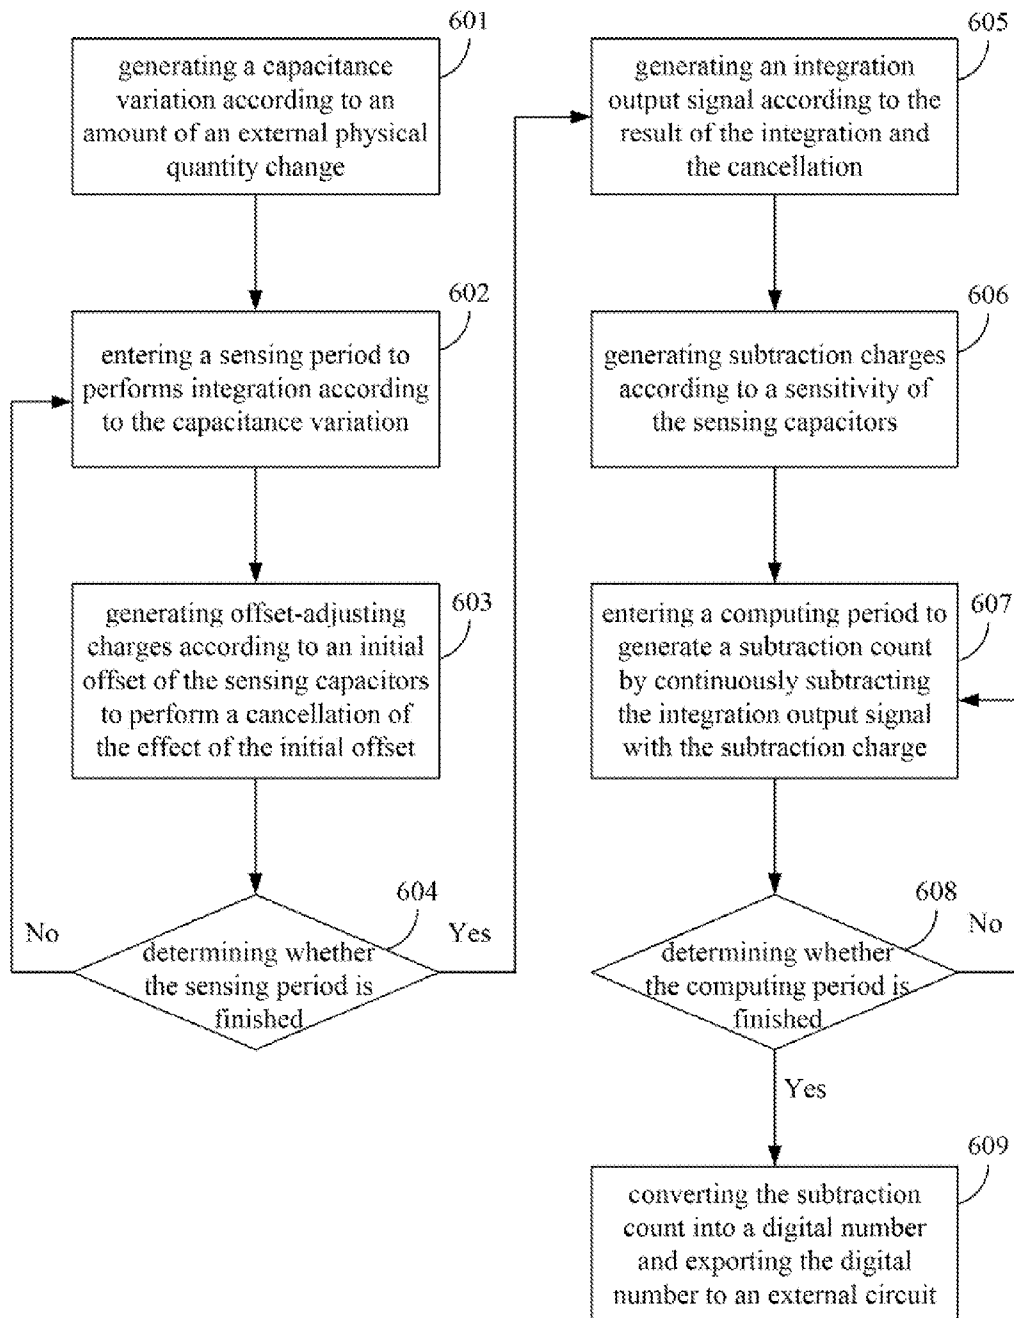 601
generating a capacitance
variation according to an
amount of an external physical
quantity change
602
entering a sensing period to
performs integration according
to the capacitance variation
603
generating offset-adjusting
charges according to an initial
offset of the sensing capacitors
to perform a cancellation of
the effect of the initial offset
604
No
Yes
determining whether
the sensing period is
finished
605
generating an integration
output signal according to the
result of the integration and
the cancellation
606
generating subtraction charges
according to a sensitivity of
the sensing capacitors
607
entering a computing period to
generate a subtraction count
by continuously subtracting
the integration output signal
with the subtraction charge
608
No
determining whether
the computing period is
finished
Yes
609
converting the subtraction
count into a digital number
and exporting the digital
number to an external circuit